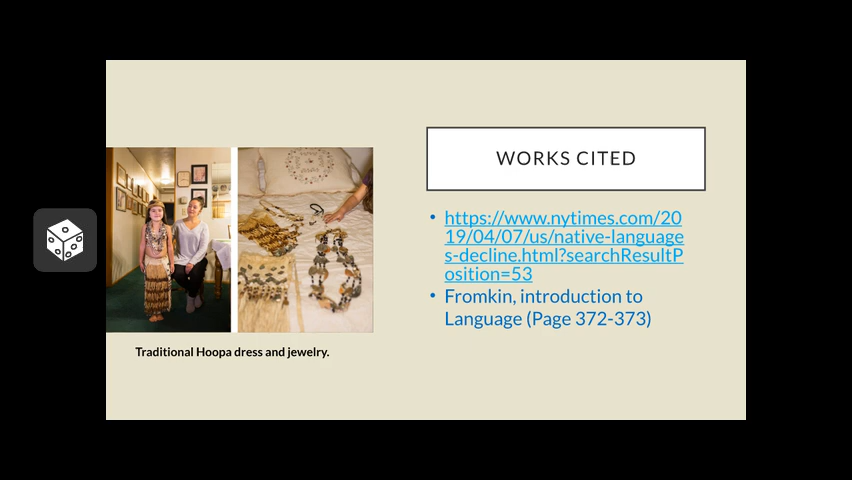 WORKS CITED
• https://www.nytimes.com/20
19/04/07/us/native-language
s-decline.html?searchResultP
osition=53
• Fromkin, introduction to
Language (Page 372-373)
Traditional Hoopa dress and jewelry.